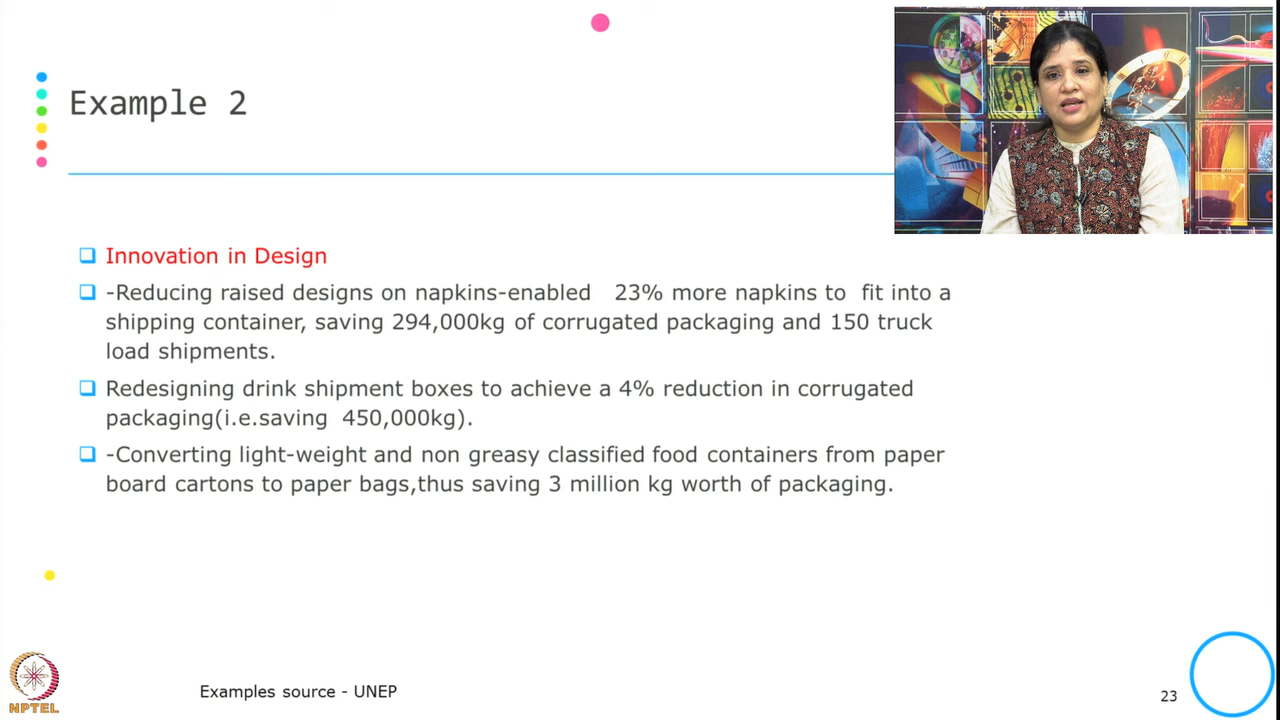 Example 2
Innovation in Design
-Reducing raised designs on napkins-enabled 23% more napkins to fit into a
shipping container, saving 294,000kg of corrugated packaging and 150 truck
load shipments.
Redesigning drink shipment boxes to achieve a 4% reduction in corrugated
packaging(i.e.saving 450,000kg).
-Converting light-weight and non greasy classified food containers from paper
board cartons to paper bags,thus saving 3 million kg worth of packaging.
NPTEL
Examples source - UNEP
23